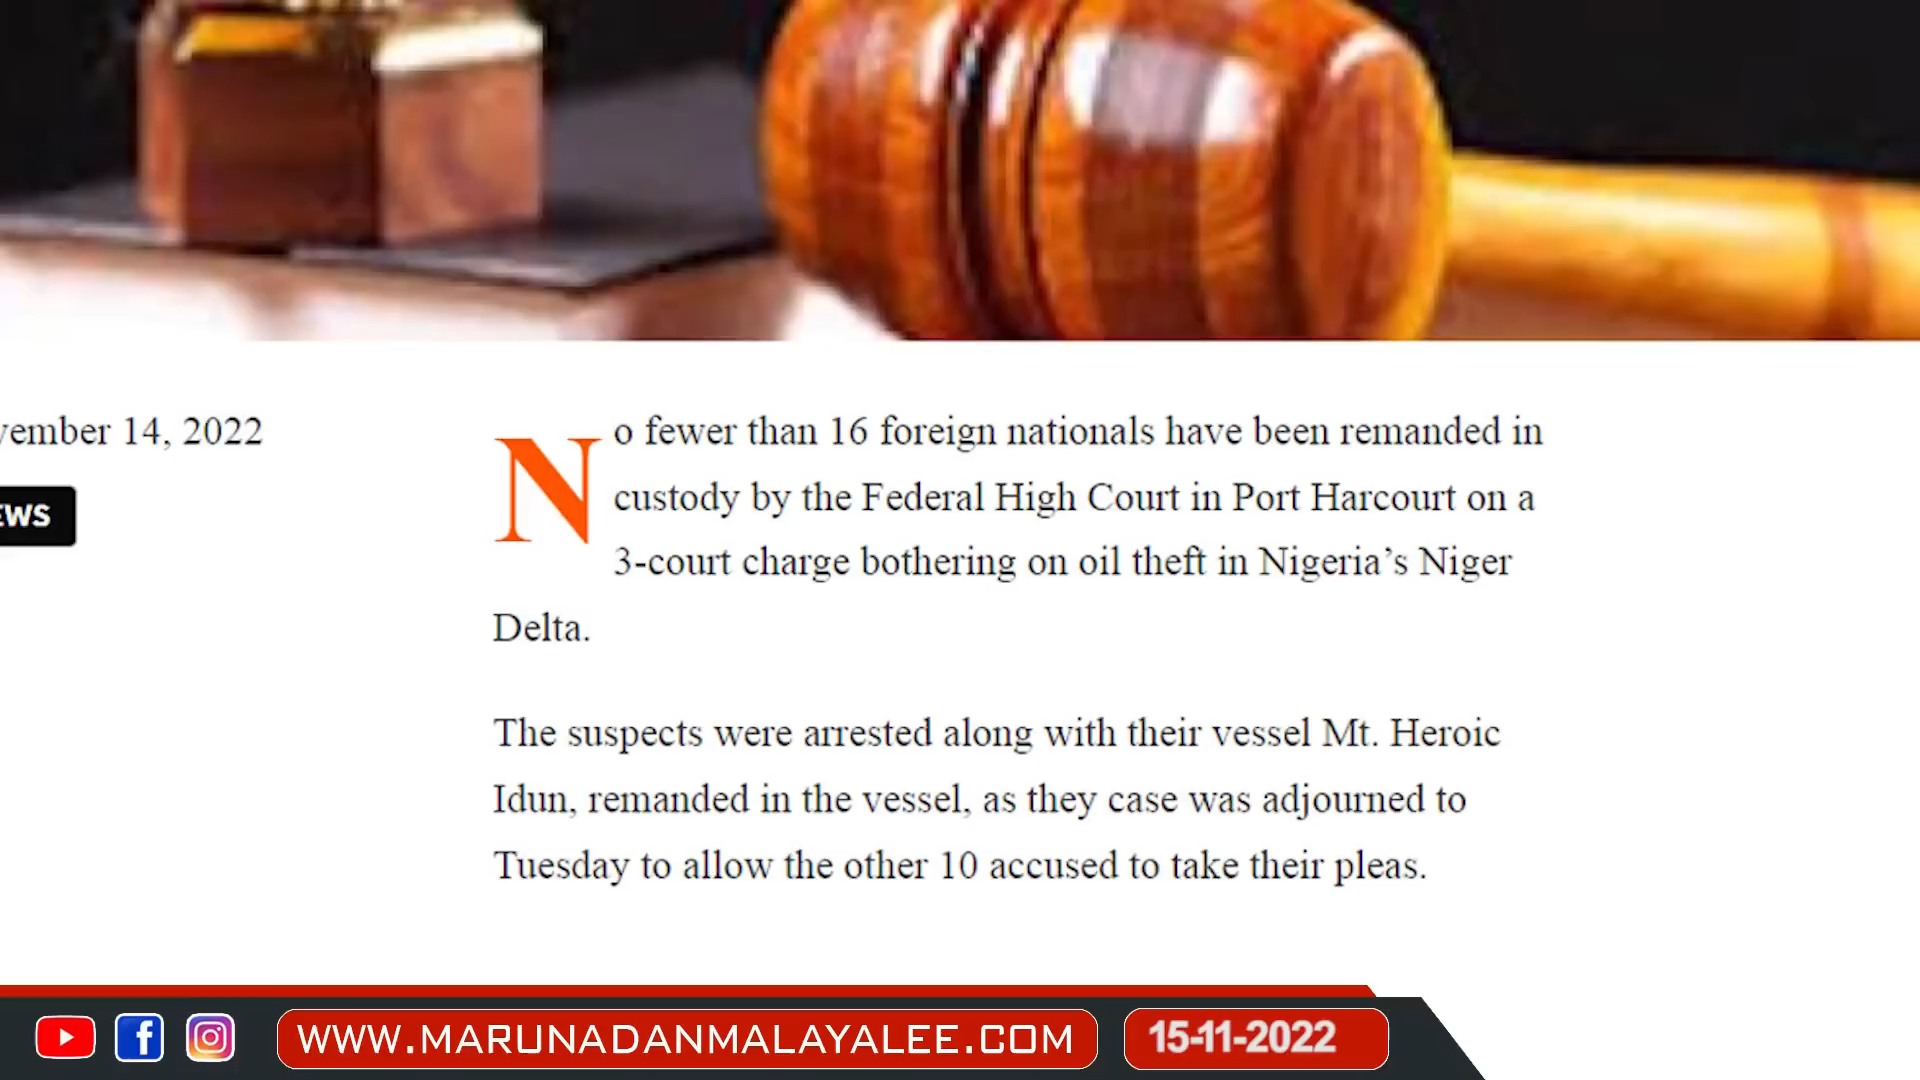 vember 14, 2022
EWS
No fewer than 16 foreign nationals have been remanded in
custody by the Federal High Court in Port Harcourt on a
3-court charge bothering on oil theft in Nigeria’s Niger
Delta.
The suspects were arrested along with their vessel Mt. Heroic
Idun, remanded in the vessel, as they case was adjourned to
Tuesday to allow the other 10 accused to take their pleas.
WWW.MARUNADANMALAYALEE.COM
15-11-2022